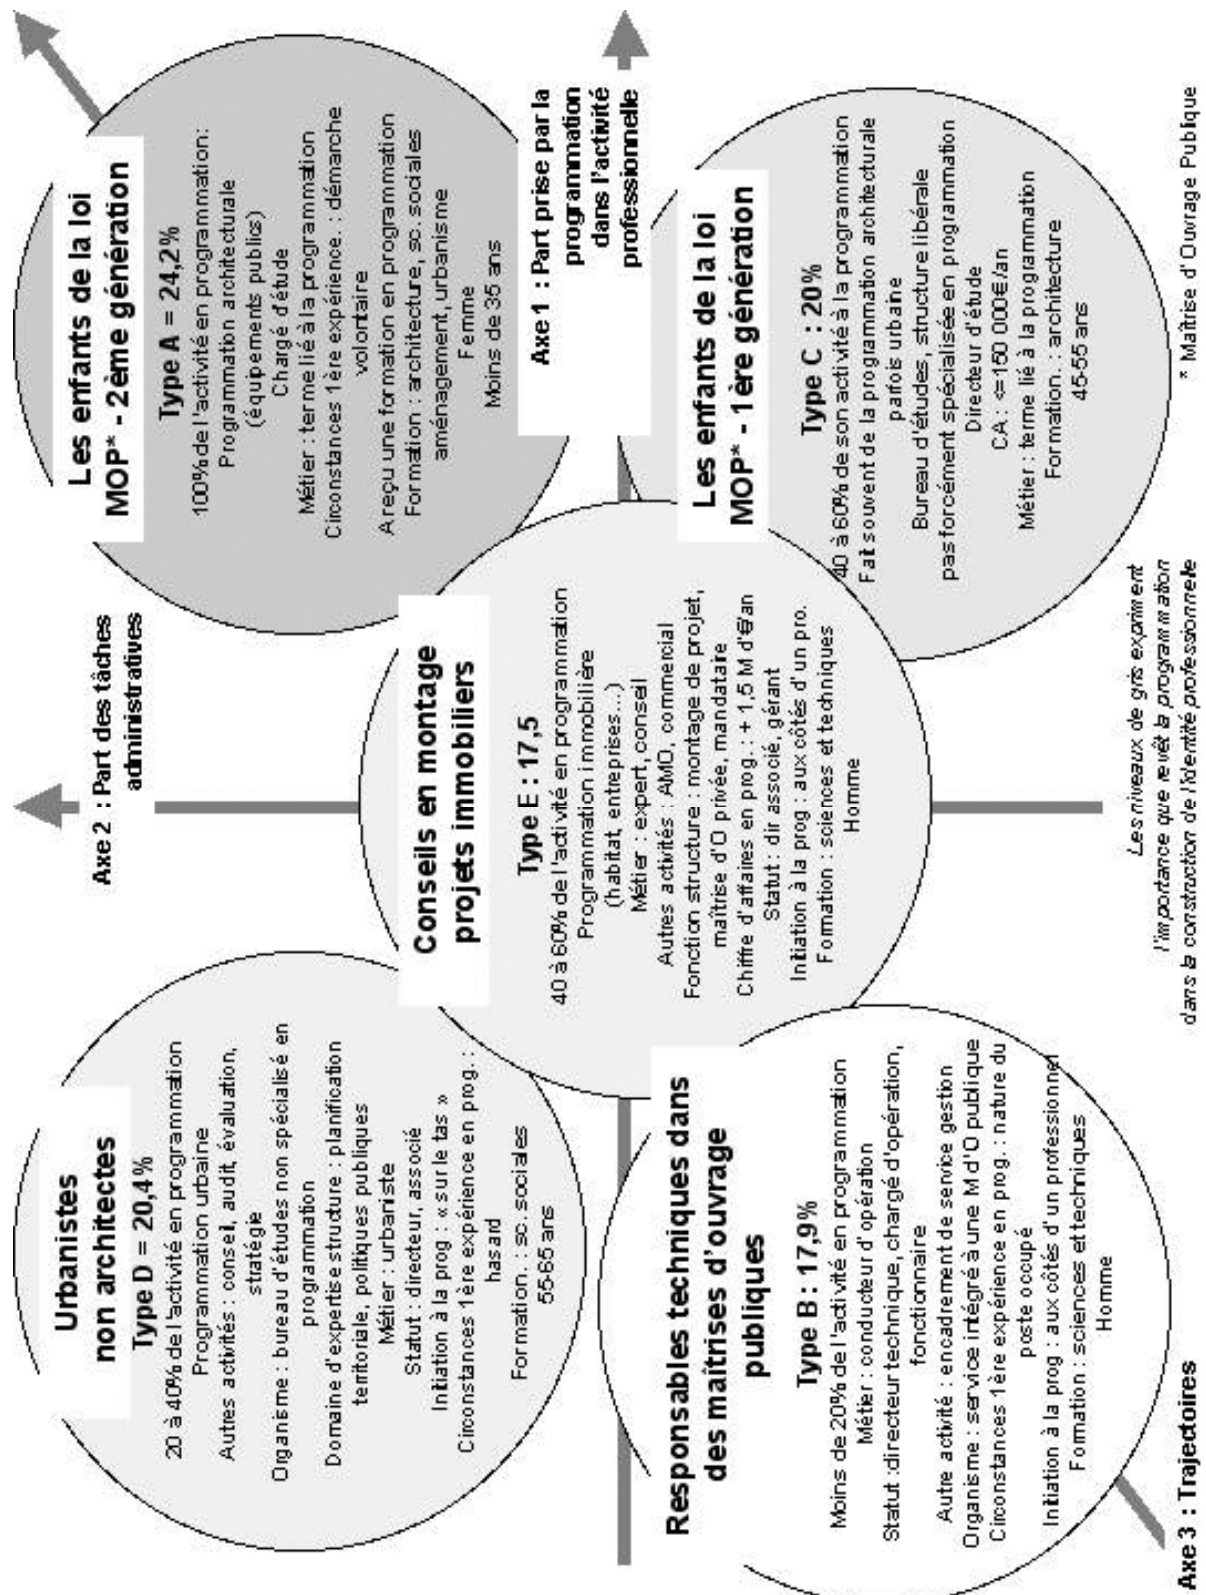 Axe 2 : Part des tâches
administratives
Urbanistes
non architectes
Type D = 20,4%
20 à 40% de l'activité en programmation
Programmation urbaine
Autres activités : conseil, audit, évaluation,
stratégie
Organisme : bureau d'études non spécialisé en
programmation
Domaine d'expertise structure : planification
territoriale, politiques publiques
Métier : urbaniste
Statut : directeur, associé
Initiation à la prog : « sur le tas »
Circonstances 1ère expérience en prog. :
hasard
Formation. : sc. sociales
55-65 ans
Les enfants de la loi
MOP* - 2ème génération
Type A = 24,2%
100% de l'activité en programmation:
Programmation architecturale
(équipements publics)
Chargé d'étude
Métier : terme lié à la programmation
Circonstances 1ère expérience. : démarche
volontaire
A reçu une formation en programmation
Formation : architecture, sc. sociales
aménagement, urbanisme
Femme
Moins de 35 ans
Conseils en montage
projets immobiliers
Type E : 17,5
40 à 60% de l'activité en programmation
Programmation immobilière
(habitat, entreprises...)
Métier : expert, conseil
Autres activités : AMO, commercial
Fonction structure : montage de projet,
maîtrise d'O privée, mandataire
Chiffre d'affaires en prog. : + 1,5 M d'€/an
Statut : dir associé, gérant
Initiation à la prog : aux côtés d'un pro.
Formation : sciences et techniques
Homme
Axe 1 : Part prise par la
programmation
dans l'activité
professionnelle
Responsables techniques dans
des maîtrises d'ouvrage
publiques
Type B : 17,9%
Moins de 20% de l'activité en programmation
Métier : conducteur d'opération
Statut :directeur technique, chargé d'opération,
fonctionnaire
Autre activité : encadrement de service gestion
Organisme : service intégré à une M d'O publique
Circonstances 1ère expérience en prog. : nature du
poste occupé
Initiation à la prog : aux côtés d'un professionnel
Formation : sciences et techniques
Homme
Les enfants de la loi
MOP* - 1ère génération
Type C : 20%
40 à 60% de son activité à la programmation
Fait souvent de la programmation architecturale
parfois urbaine
Bureau d'études, structure libérale
pas forcément spécialisée en programmation
Directeur d'étude
CA : <=150 000€/an
Métier : terme lié à la programmation
Formation. : architecture
45-55 ans
Axe 3 : Trajectoires
Les niveaux de gris expriment
l'importance que revêt la programmation
dans la construction de l'identité professionnelle
* Maîtrise d'Ouvrage Publique